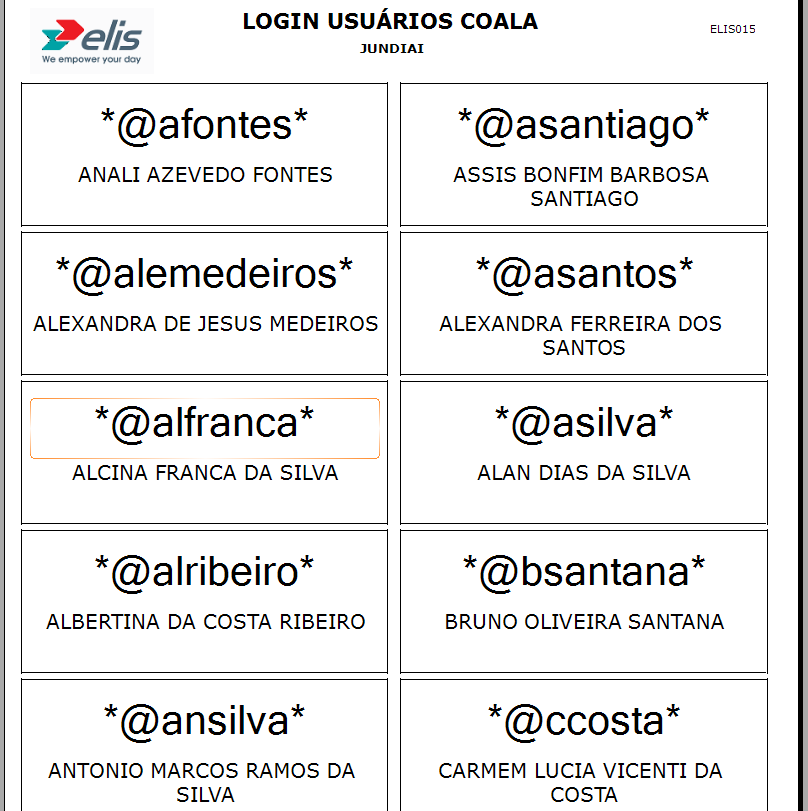 elis
We empower your day
LOGIN USUÁRIOS COALA
JUNDIAI
ELIS015
*@afontes*
ANALI AZEVEDO FONTES
*@asantiago*
ASSIS BONFIM BARBOSA
SANTIAGO
*@alemedeiros*
ALEXANDRA DE JESUS MEDEIROS
*@asantos*
ALEXANDRA FERREIRA DOS
SANTOS
*@alfranca*
ALCINA FRANCA DA SILVA
*@asilva*
ALAN DIAS DA SILVA
*@alribeiro*
ALBERTINA DA COSTA RIBEIRO
*@bsantana*
BRUNO OLIVEIRA SANTANA
*@ansilva*
ANTONIO MARCOS RAMOS DA
SILVA
*@ccosta*
CARMEM LUCIA VICENTI DA
COSTA